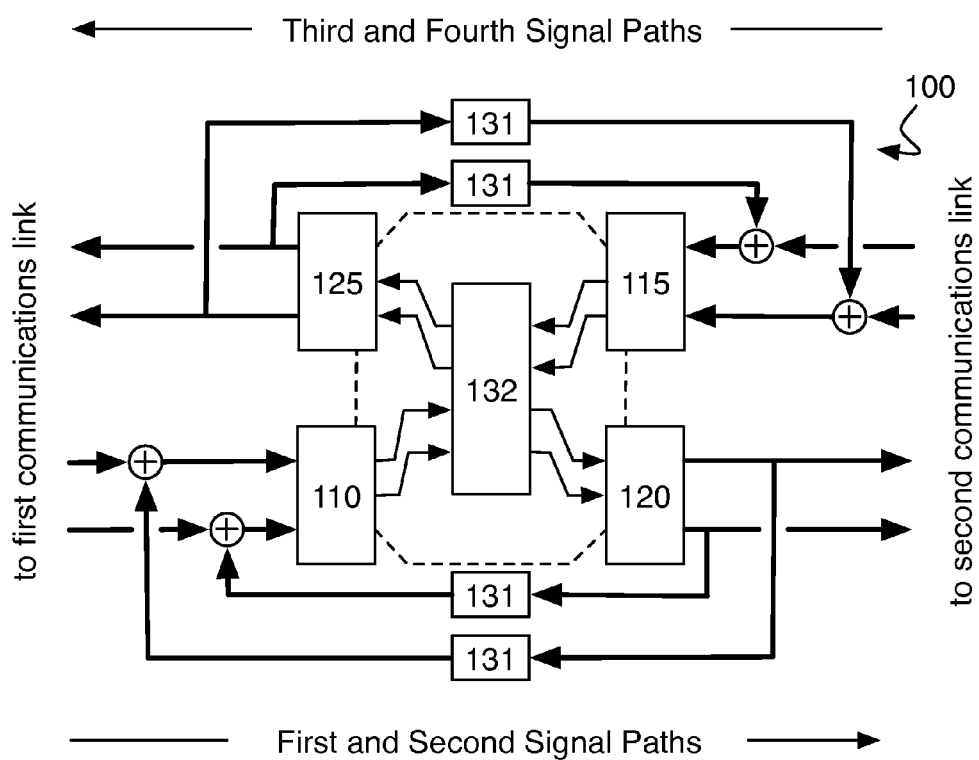 Third and Fourth Signal Paths
100
131
131
to first communications link
125
115
132
110
120
131
131
to second communications link
First and Second Signal Paths